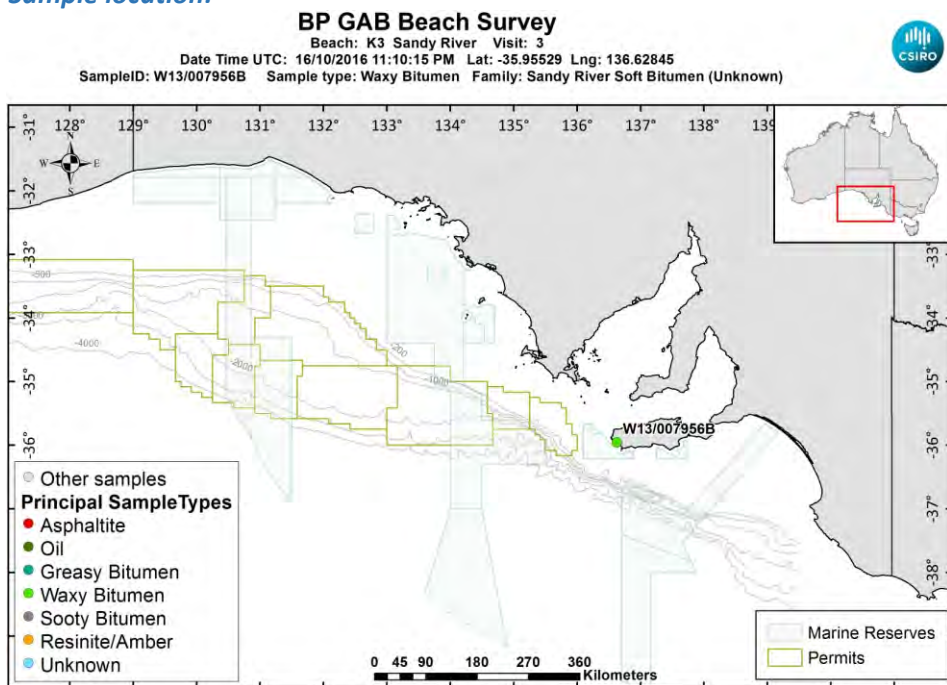 Sample location:
BP GAB Beach Survey
Beach: K3 Sandy River Visit: 3
Date Time UTC: 16/10/2016 11:10:15 PM Lat: -35.95529 Lng: 136.62845
SampleID: W13/007956B Sample type: Waxy Bitumen Family: Sandy River Soft Bitumen (Unknown)
CSIRO
128° 129° 130° 131° 132° 133° 134° 135° 136° 137° 138° 139
-31° -31°
N
W E
S
-32° -32°
-33° -33°
-500
-34° -34°
-4000
-200
-2000
-1000
-35° -35°
W13/007956B
-36° -36°
-37°
-38°
Other samples
Principal SampleTypes
Asphaltite
Oil
Greasy Bitumen
Waxy Bitumen
Sooty Bitumen
Resinite/Amber
Unknown
Marine Reserves
Permits
0 45 90 180 270 360
Kilometers